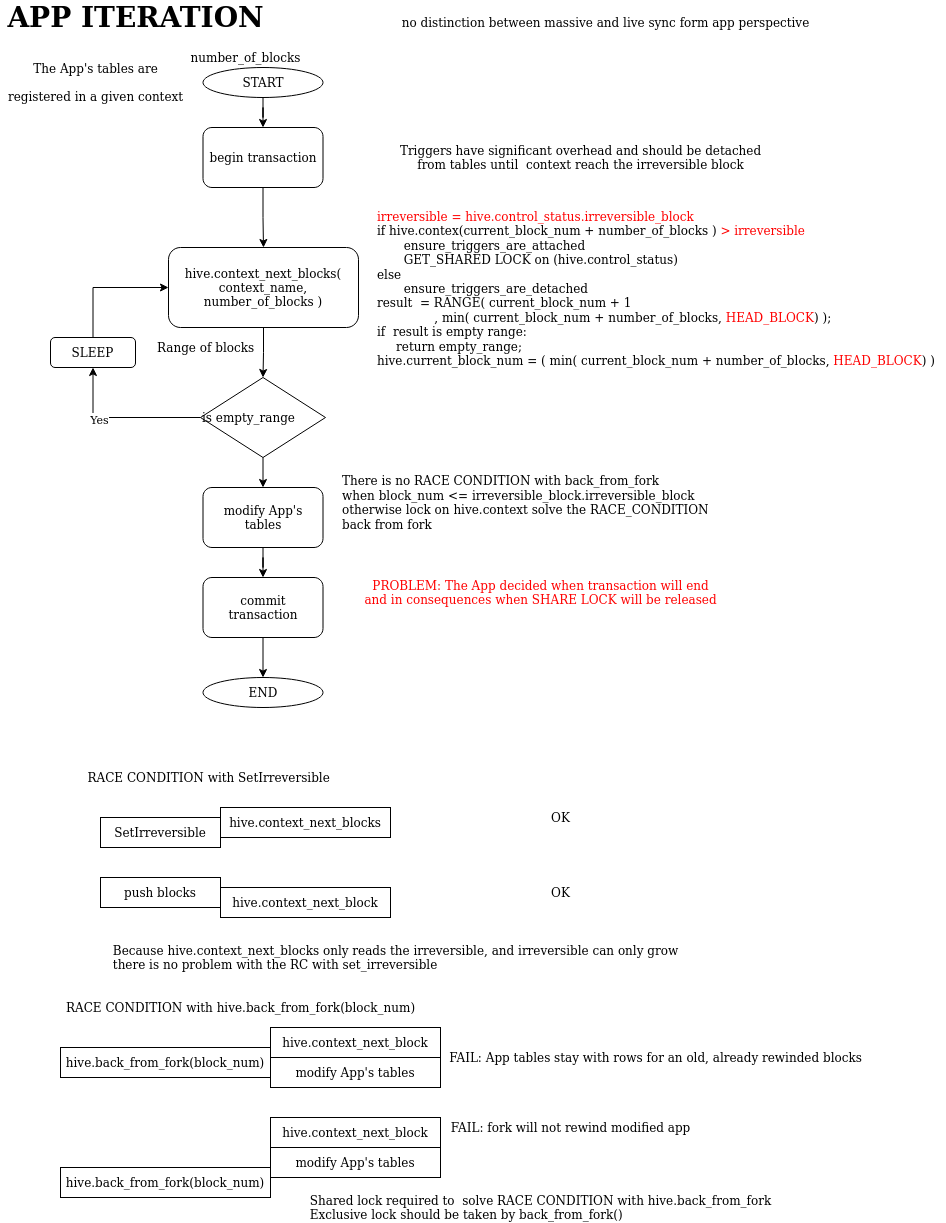 APP ITERATION
no distinction between massive and live sync form app perspective
number_of_blocks
The App's tables are
registered in a given context
START
begin transaction
Triggers have significant overhead and should be detached
from tables until  context reach the irreversible block
irreversible = hive.control_status.irreversible_block
if hive.contex(current_block_num + number_of_blocks ) > irreversible
ensure_triggers_are_attached
GET_SHARED LOCK on (hive.control_status)
else
ensure_triggers_are_detached
result  = RANGE( current_block_num + 1
, min( current_block_num + number_of_blocks, HEAD_BLOCK) );
if  result is empty range:
return empty_range;
hive.current_block_num = ( min( current_block_num + number_of_blocks, HEAD_BLOCK) )
hive.context_next_blocks(
context_name,
number_of_blocks )
SLEEP
Range of blocks
Yes
is empty_range
There is no RACE CONDITION with back_from_fork
when block_num <= irreversible_block.irreversible_block
otherwise lock on hive.context solve the RACE_CONDITION
back from fork
modify App's
tables
PROBLEM: The App decided when transaction will end
and in consequences when SHARE LOCK will be released
commit
transaction
END
RACE CONDITION with SetIrreversible
SetIrreversible
hive.context_next_blocks
OK
push blocks
hive.context_next_block
OK
Because hive.context_next_blocks only reads the irreversible, and irreversible can only grow
there is no problem with the RC with set_irreversible
RACE CONDITION with hive.back_from_fork(block_num)
hive.context_next_block
hive.back_from_fork(block_num)
modify App's tables
FAIL: App tables stay with rows for an old, already rewinded blocks
hive.context_next_block
FAIL: fork will not rewind modified app
modify App's tables
hive.back_from_fork(block_num)
Shared lock required to  solve RACE CONDITION with hive.back_from_fork
Exclusive lock should be taken by back_from_fork()